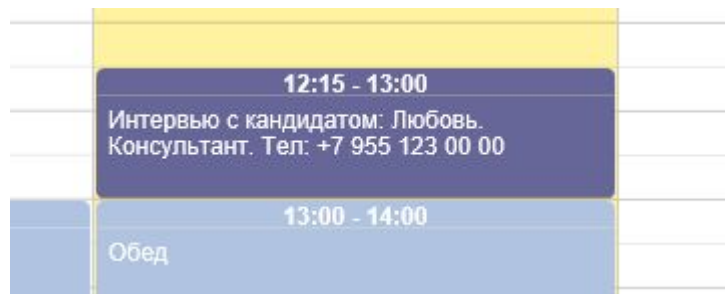 12:15 - 13:00
Интервью с кандидатом: Любовь.
Консультант. Тел: +7 955 123 00 00
13:00 - 14:00
Обед